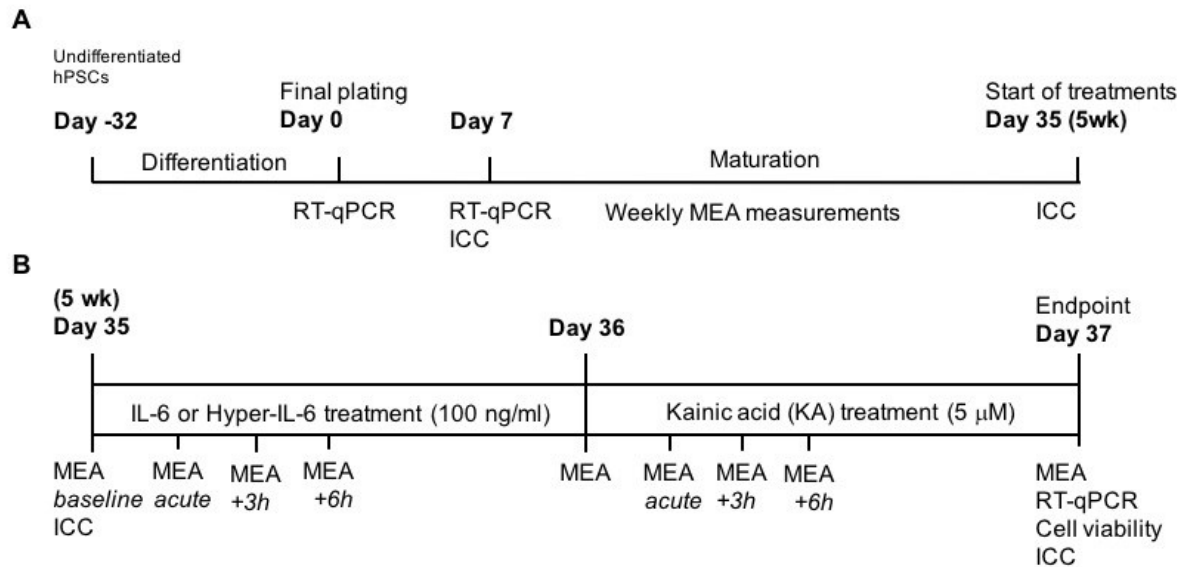 A
Undifferentiated
hPSCs
Day -32
Final plating
Day 0
Day 7
Start of treatments
Day 35 (5wk)
Differentiation
Maturation
RT-qPCR
RT-qPCR
ICC
Weekly MEA measurements
ICC
B
(5 wk)
Day 35
Day 36
Endpoint
Day 37
IL-6 or Hyper-IL-6 treatment (100 ng/ml)
Kainic acid (KA) treatment (5 μM)
MEA
baseline
ICC
MEA
acute
MEA
+3h
MEA
+6h
MEA
MEA
acute
MEA
+3h
MEA
+6h
MEA
RT-qPCR
Cell viability
ICC